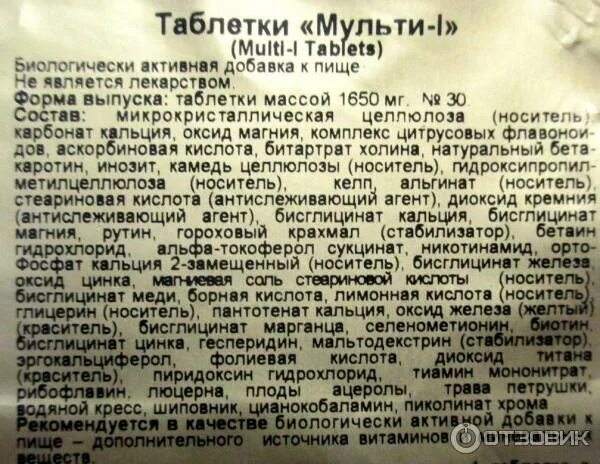 Таблетки «Мульти-I»
(Multi-I Tablets)
Биологически активная добавка к пище
Не является лекарством.
Форма выпуска: таблетки массой 1650 мг. № 30.
Состав: микрокристаллическая целлюлоза (носитель),
карбонат кальция, оксид магния, комплекс цитрусовых флавонои-
дов, аскорбиновая кислота, битартрат холина, натуральный бета-
каротин, инозит, камедь целлюлозы (носитель), гидроксипропил-
метилцеллюлоза (носитель), келп, альгинат (носитель),
стеариновая кислота (антислеживающий агент), диоксид кремния
(антислеживающий агент), бисглицинат кальция, бисглицинат
магния, рутин, гороховый крахмал (стабилизатор), бетаин
гидрохлорид, альфа-токоферол сукцинат, никотинамид, орто-
Фосфат кальция 2-замещенный (носитель), бисглицинат железа,
оксид цинка, магниевая соль стеариновой кислоты (носитель),
бисглицинат меди, борная кислота, лимонная кислота (носитель),
глицерин (носитель), пантотенат кальция, оксид железа (желтый)
(краситель), бисглицинат марганца, селенометионин, биотин,
бисглицинат цинка, гесперидин, мальтодекстрин (стабилизатор),
эргокальциферол, фолиевая кислота, диоксид титана
(краситель), пиридоксин гидрохлорид, тиамин мононитрат,
рибофлавин, люцерна, плоды ацеролы, трава петрушки,
водяной кресс, шиповник, цианокобаламин, пиколинат хрома
Рекомендуется в качестве биологически активной добавки к
пище – дополнительного источника витаминов
веществ.
ОТЗОВИК